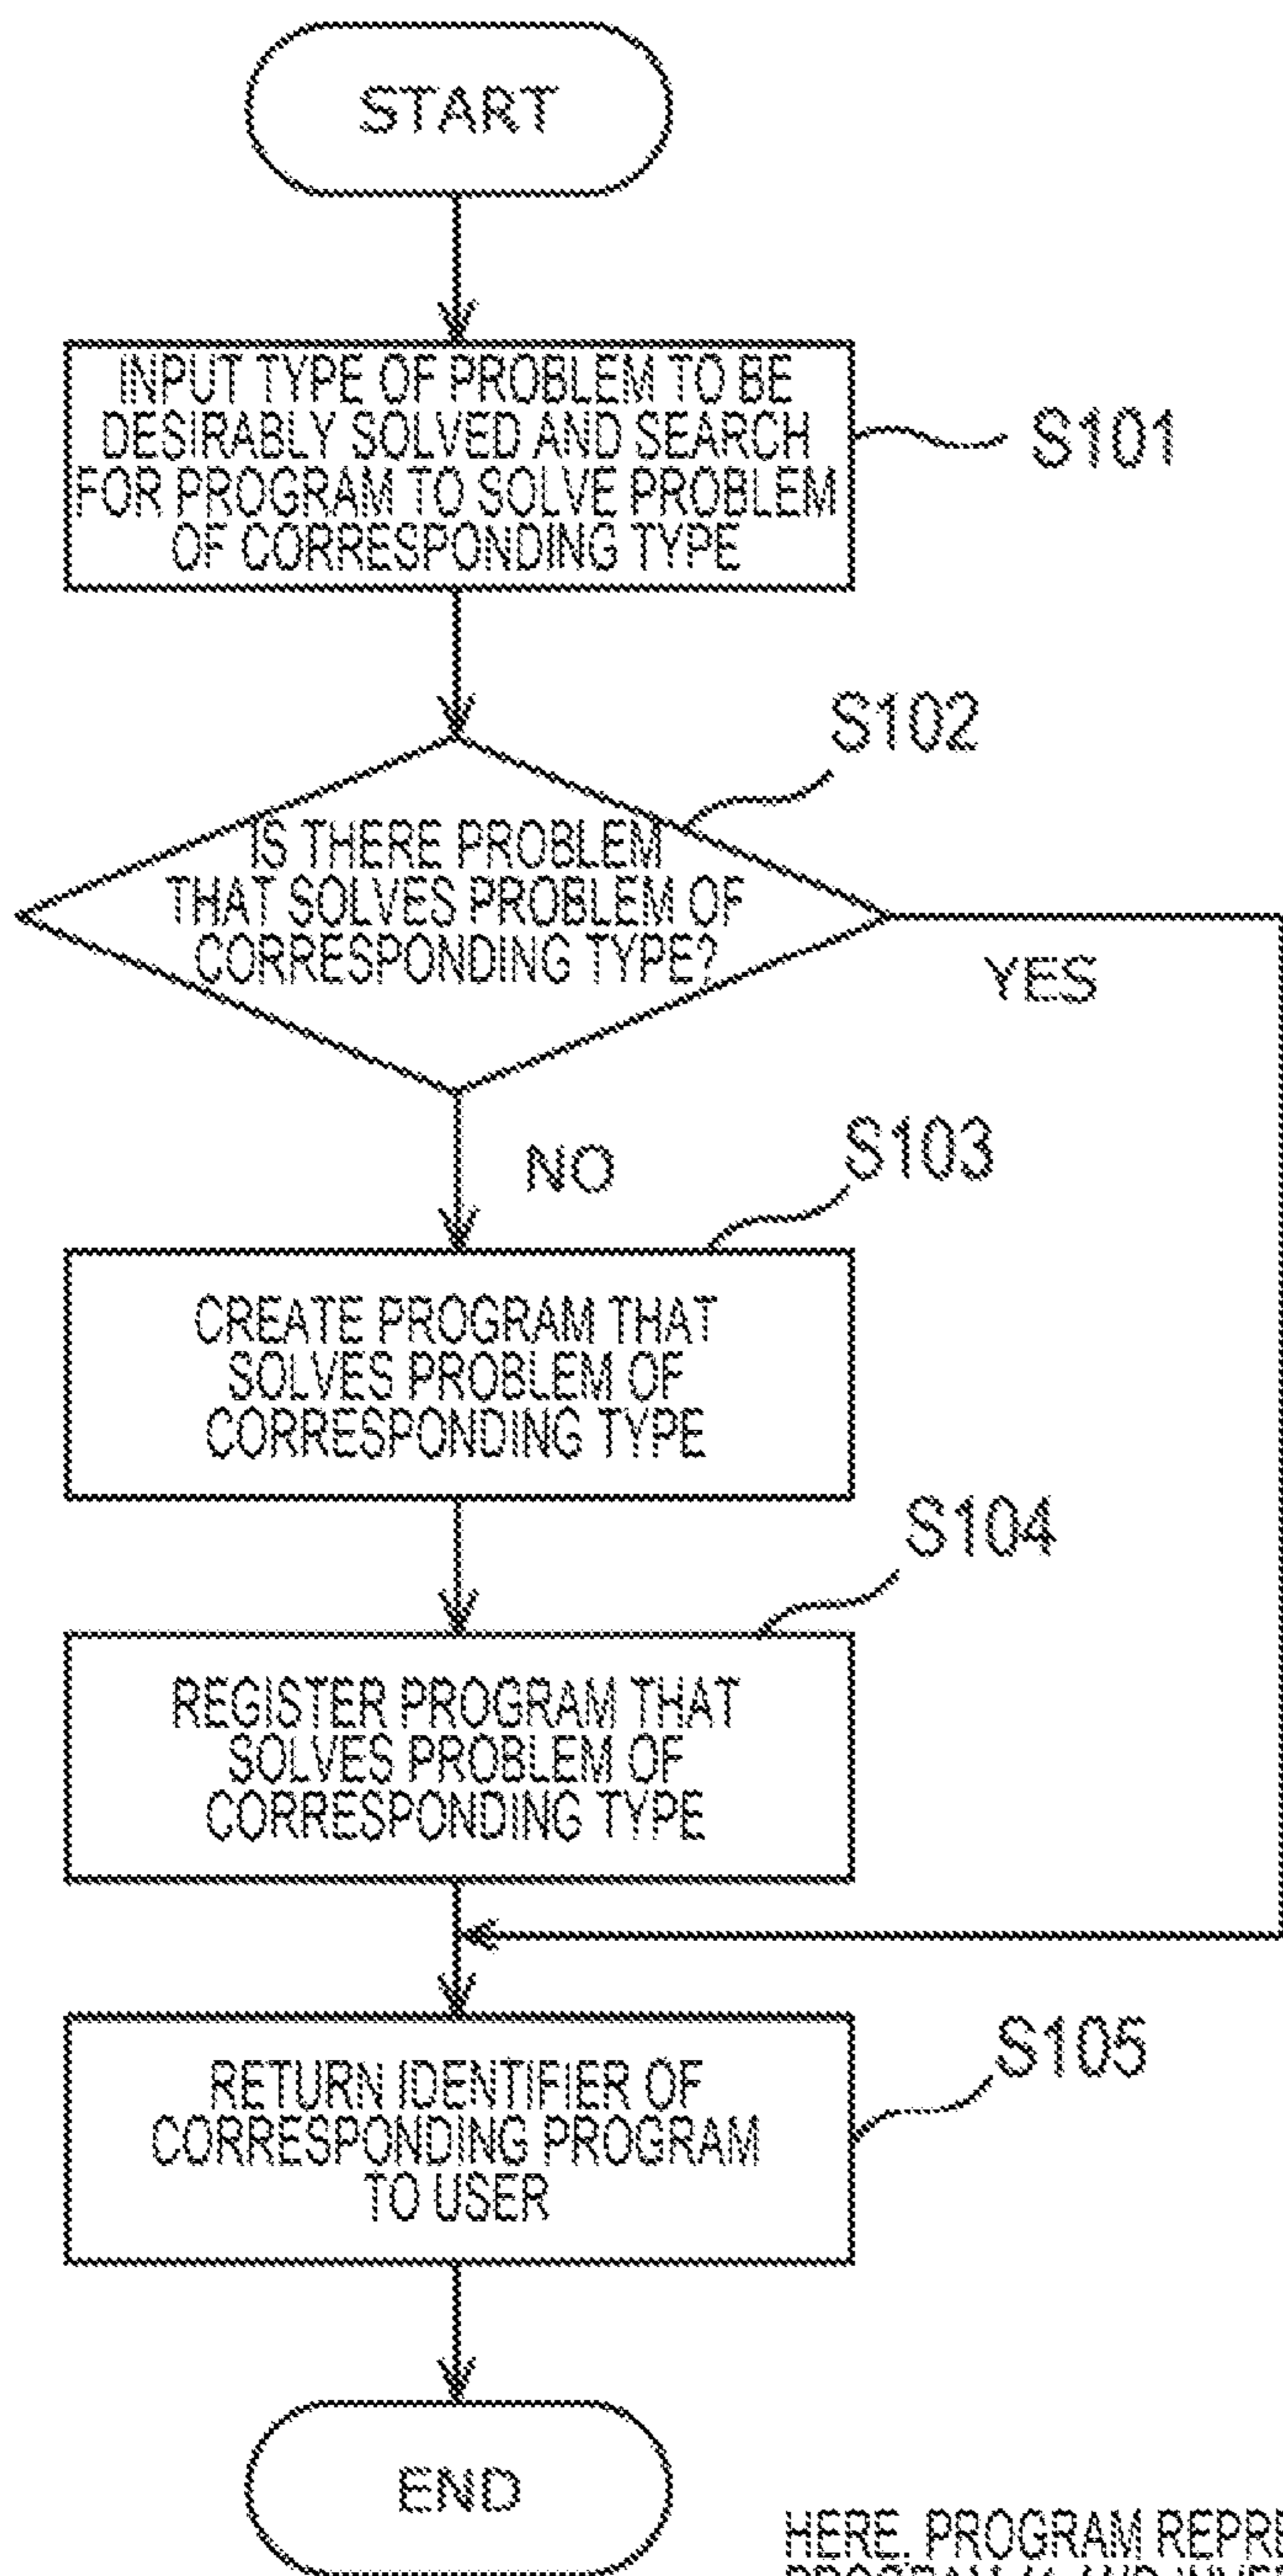 START
INPUT TYPE OF PROBLEM TO BE
DESIRABLY SOLVED AND SEARCH
FOR PROGRAM TO SOLVE PROBLEM
OF CORRESPONDING TYPE
S101
S102
IS THERE PROBLEM
THAT SOLVES PROBLEM OF
CORRESPONDING TYPE?
YES
NO
S103
CREATE PROGRAM THAT
SOLVES PROBLEM OF
CORRESPONDING TYPE
S104
REGISTER PROGRAM THAT
SOLVES PROBLEM OF
CORRESPONDING TYPE
S105
RETURN IDENTIFIER OF
CORRESPONDING PROGRAM
TO USER
END
HERE. PROGRAM